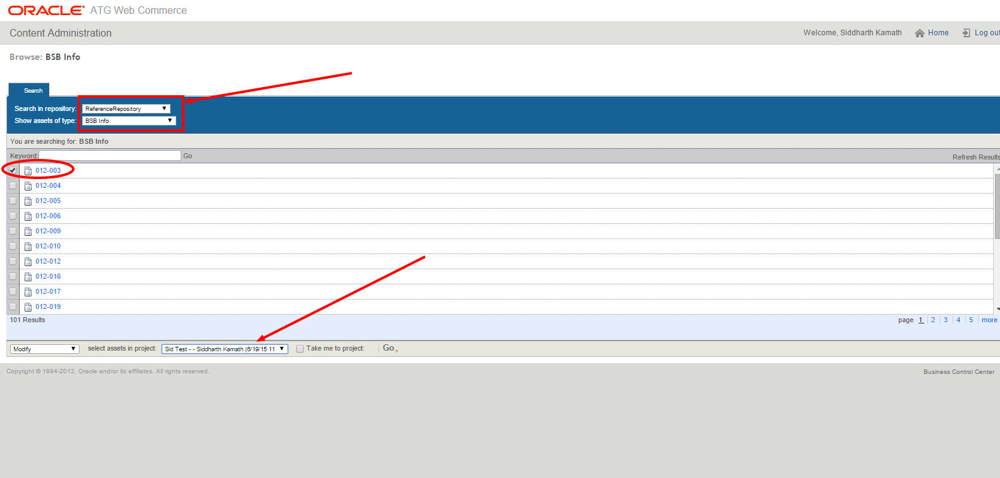 ORACLE ATG Web Commerce
Content Administration
Welcome, Siddharth Kamath Home Log out
Browse: BSB Info
Search
Search in repository: ReferenceRepository
Show assets of type: BSB Info
You are searching for: BSB Info
Keyword: Go
Refresh Results
012-003
012-004
012-005
012-006
012-009
012-010
012-012
012-016
012-017
012-019
101 Results
page 1 2 3 4 5 more
Modify select assets in project: Sid Test - - Siddharth Kamath (6/19/15 11 Take me to project: Go
Copyright © 1994-2012, Oracle and/or its affiliates. All rights reserved.
Business Control Center